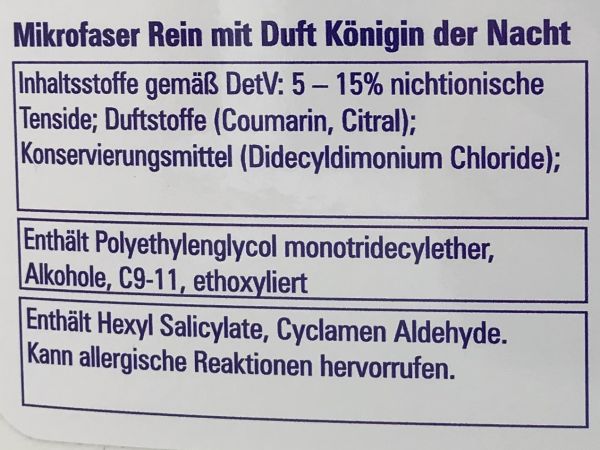 Mikrofaser Rein mit Duft Königin der Nacht
Inhaltsstoffe gemäß DetV: 5 – 15% nichtionische
Tenside; Duftstoffe (Coumarin, Citral);
Konservierungsmittel (Didecyldimonium Chloride);
Enthält Polyethylenglycol monotridecylether,
Alkohole, C9-11, ethoxyliert
Enthält Hexyl Salicylate, Cyclamen Aldehyde.
Kann allergische Reaktionen hervorrufen.